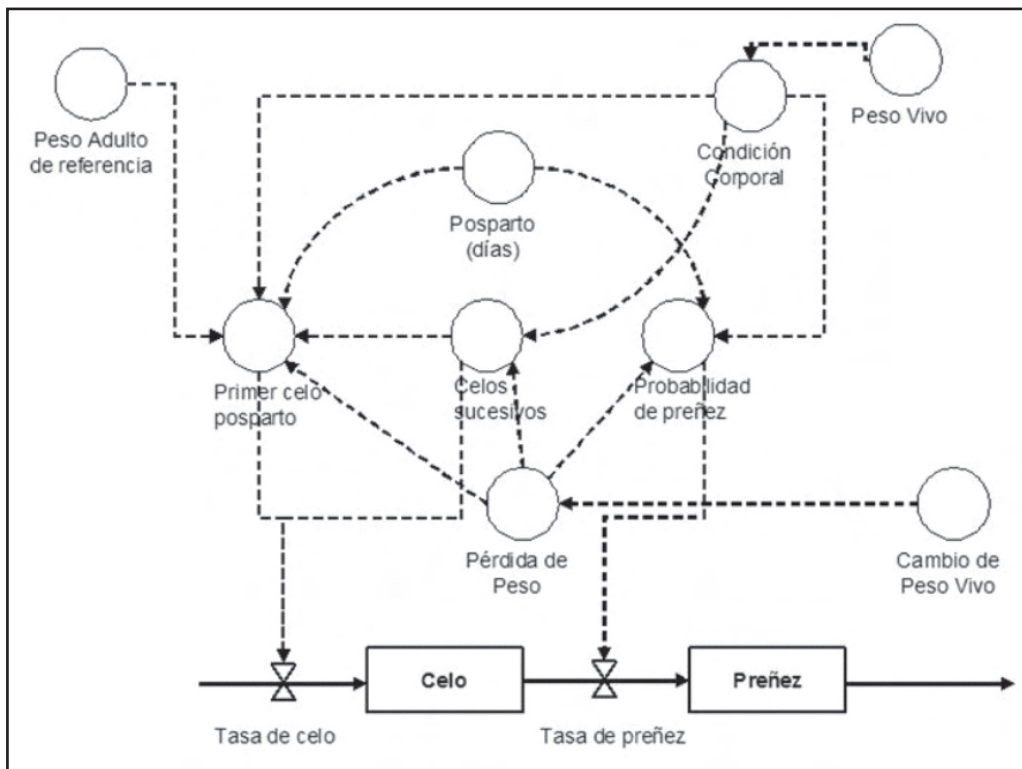 Peso Adulto
de referencia
Peso Vivo
Condición
Corporal
Posparto
(días)
Primer celo
posparto
Celos
sucesivos
Probabilidad
de preñez
Pérdida de
Peso
Cambio de
Peso Vivo
Celo
Preñez
Tasa de celo
Tasa de preñez